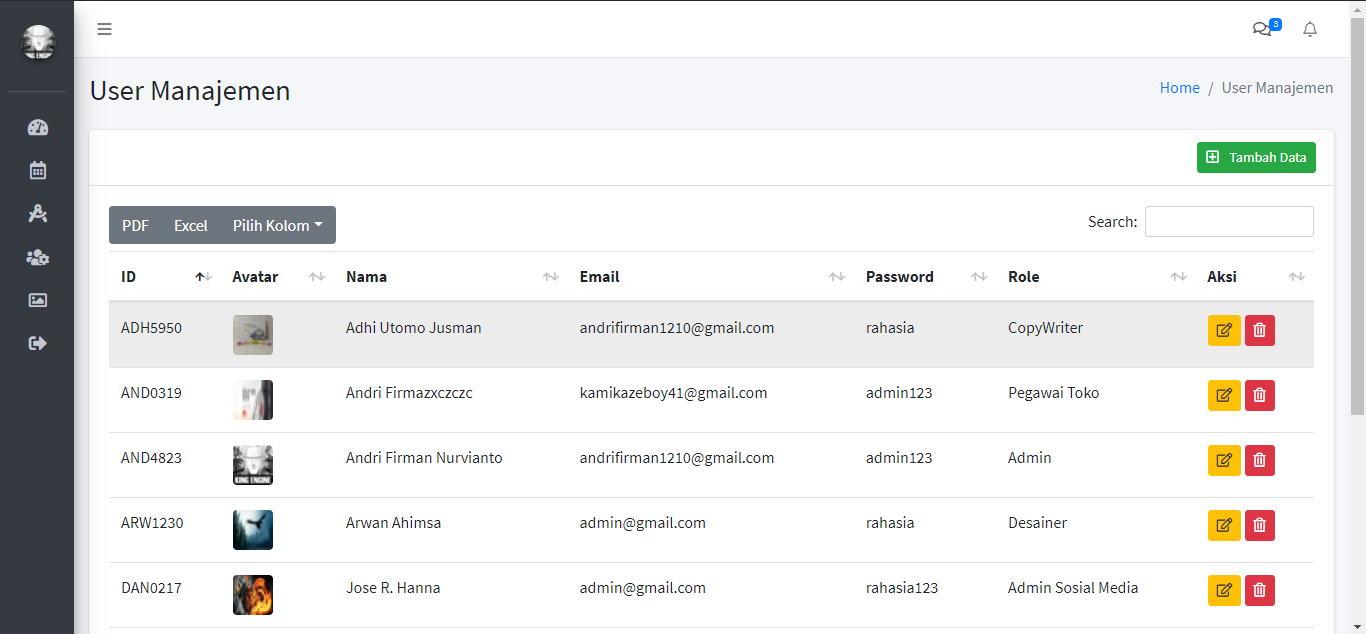 3
User Manajemen
Home / User Manajemen
Tambah Data
PDF Excel Pilih Kolom
Search:
ID Avatar Nama Email Password Role Aksi
ADH5950 Adhi Utomo Jusman andrifirman1210@gmail.com rahasia CopyWriter
AND0319 Andri Firmazxczczc kamikazeboy41@gmail.com admin123 Pegawai Toko
AND4823 Andri Firman Nurvianto andrifirman1210@gmail.com admin123 Admin
ARW1230 Arwan Ahimsa admin@gmail.com rahasia Desainer
DAN0217 Jose R. Hanna admin@gmail.com rahasia123 Admin Sosial Media